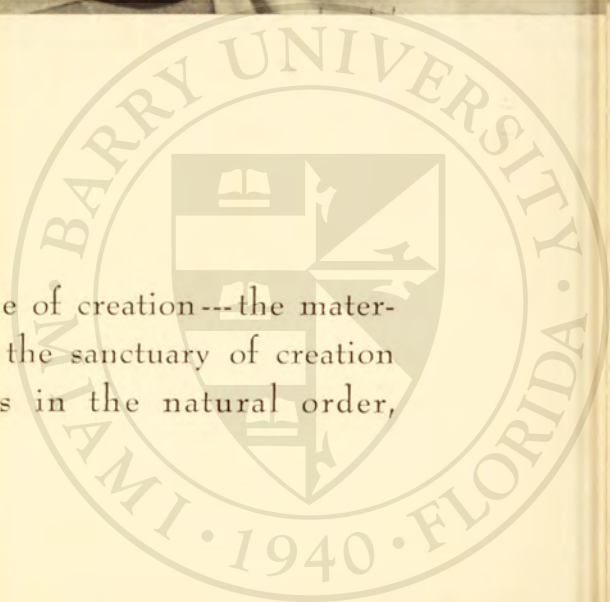 BARRY UNIVERSITY
e of creation---the mater-
the sanctuary of creation
s in the natural order,
MIAMI · 1940 · FLORIDA